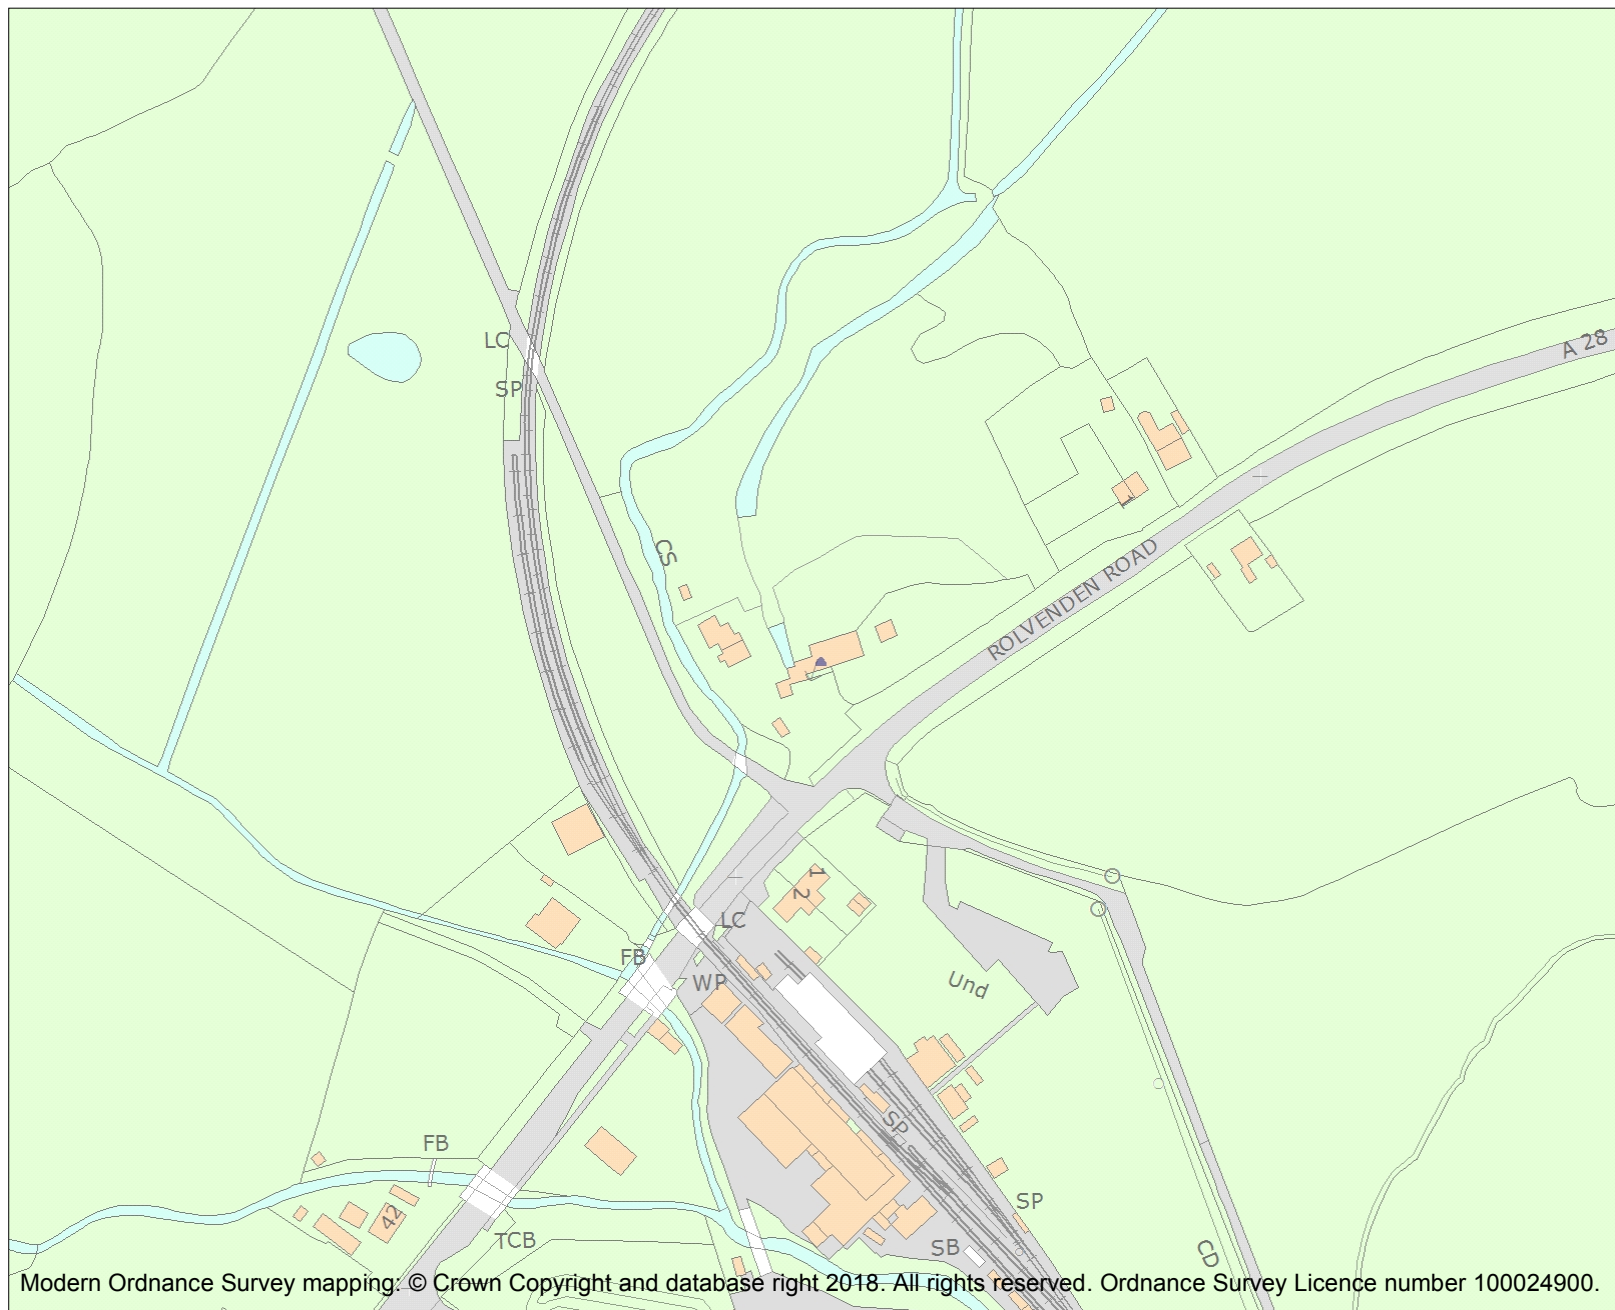 LC
A 28
SP
1
CS
ROLVENDEN ROAD
1
2
LC
FB
WP
Und
SP
FB
SP
42
TCB
SB
CD
Modern Ordnance Survey mapping: © Crown Copyright and database right 2018. All rights reserved. Ordnance Survey Licence number 100024900.